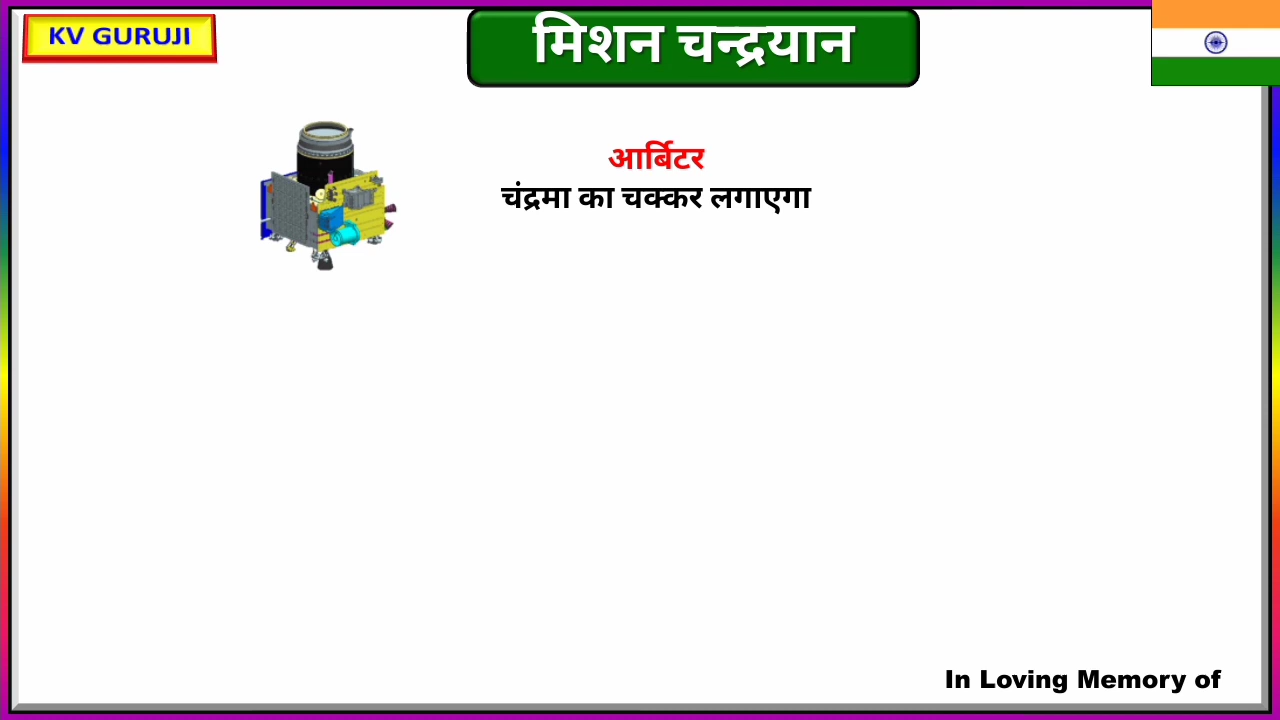 KV GURUJI
मिशन चन्द्रयान
आर्बिटर
चंद्रमा का चक्कर लगाएगा
In Loving Memory of